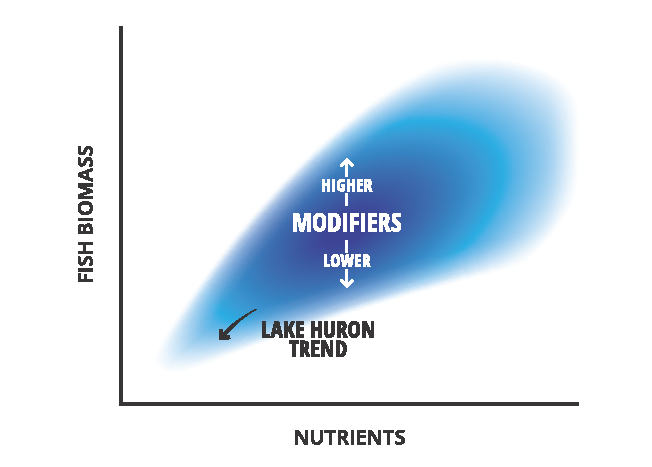 FISH BIOMASS
HIGHER
MODIFIERS
LOWER
LAKE HURON
TREND
NUTRIENTS